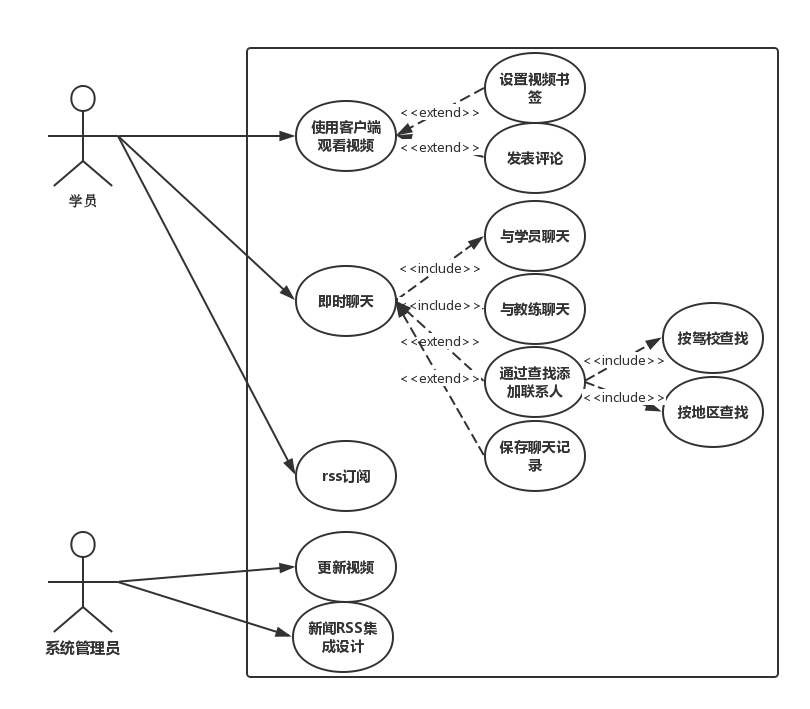 设置视频书
签
<<extend>>
使用客户端
观看视频
<<extend>>
发表评论
学员
与学员聊天
<<include>>
即时聊天
<<include>>
与教练聊天
<<extend>>
按驾校查找
<<include>>
通过查找添
加联系人
<<extend>>
<<include>>
按地区查找
保存聊天记
录
rss订阅
更新视频
系统管理员
新闻RSS集
成设计